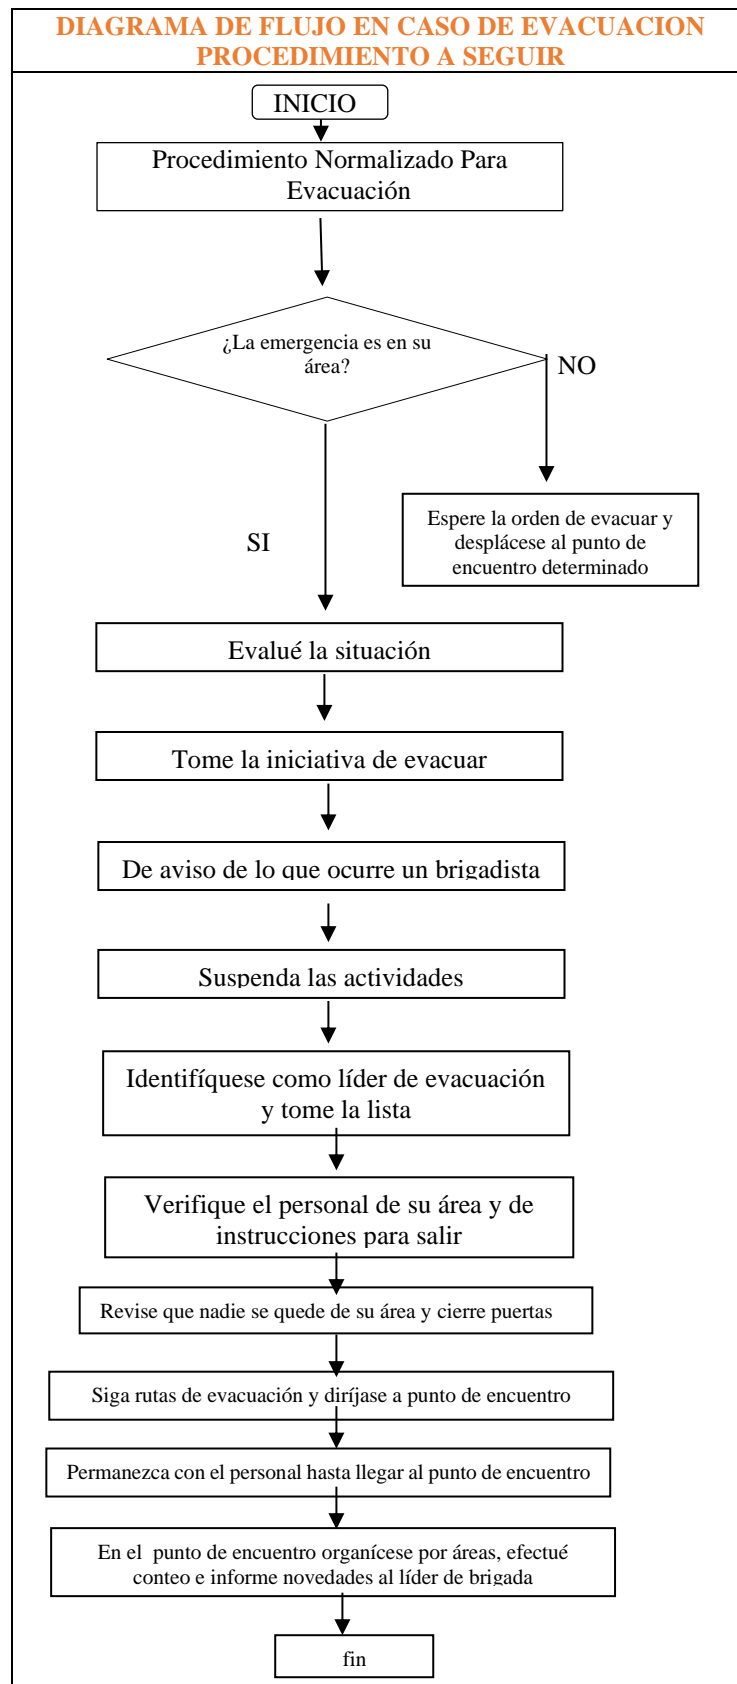 DIAGRAMA DE FLUJO EN CASO DE EVACUACION
PROCEDIMIENTO A SEGUIR
INICIO
Procedimiento Normalizado Para
Evacuación
¿La emergencia es en su
área?
NO
Espere la orden de evacuar y
desplácese al punto de
encuentro determinado
SI
Evalué la situación
Tome la iniciativa de evacuar
De aviso de lo que ocurre un brigadista
Suspenda las actividades
Identifíquese como líder de evacuación
y tome la lista
Verifique el personal de su área y de
instrucciones para salir
Revise que nadie se quede de su área y cierre puertas
Siga rutas de evacuación y diríjase a punto de encuentro
Permanezca con el personal hasta llegar al punto de encuentro
En el punto de encuentro organícese por áreas, efectué
conteo e informe novedades al líder de brigada
fin